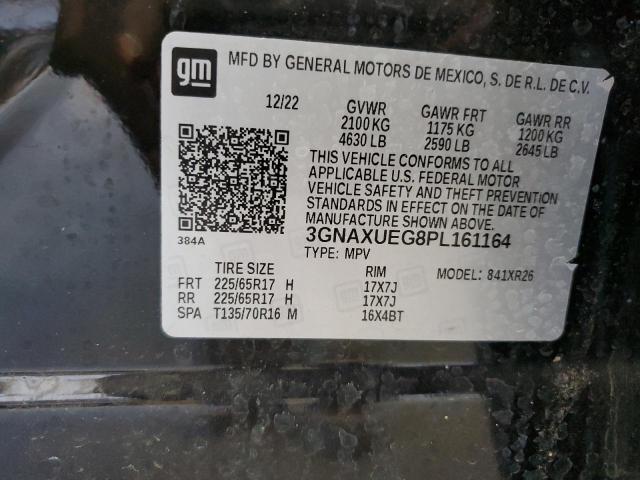 gm
MFD BY GENERAL MOTORS DE MEXICO, S. DE R.L. DE C.V.
12/22 GVWR GAWR FRT GAWR RR
2100 KG 1175 KG 1200 KG
4630 LB 2590 LB 2645 LB
THIS VEHICLE CONFORMS TO ALL
APPLICABLE U.S. FEDERAL MOTOR
VEHICLE SAFETY AND THEFT PREVENTION
STANDARDS IN EFFECT ON THE DATE OF
MANUFACTURE SHOWN ABOVE.
384A 3GNAXUEG8PL161164
TYPE: MPV
TIRE SIZE RIM MODEL: 841XR26
FRT 225/65R17 H 17X7J
RR 225/65R17 H 17X7J
SPA T135/70R16 M 16X4BT